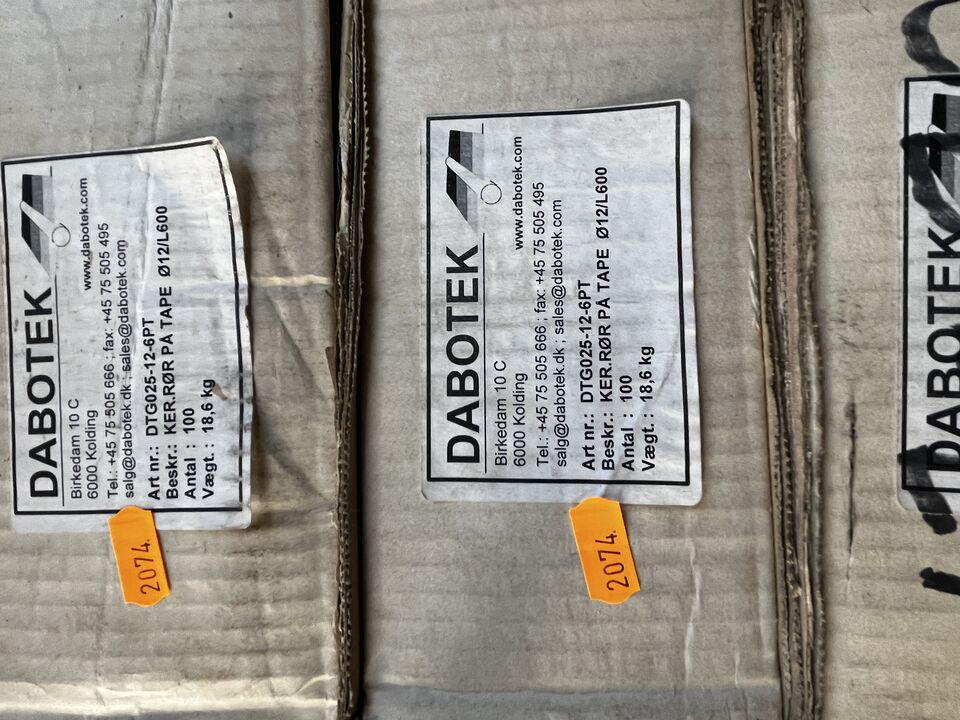 DABOTEK
Birkedam 10 C
6000 Kolding
www.dabotek.com
Tel.: +45 75 505 666 ; fax: +45 75 505 495
salg@dabotek.dk ; sales@dabotek.com
Art nr.: DTG025-12-6PT
Beskr.: KER.RØR PÅ TAPE Ø12/L600
Antal : 100
Vægt. : 18,6 kg
2074.
DABOTEK
Birkedam 10 C
6000 Kolding
www.dabotek.com
Tel.: +45 75 505 666 ; fax: +45 75 505 495
salg@dabotek.dk ; sales@dabotek.com
Art nr.: DTG025-12-6PT
Beskr.: KER.RØR PÅ TAPE Ø12/L600
Antal : 100
Vægt. : 18,6 kg
2074.
DABOTEK